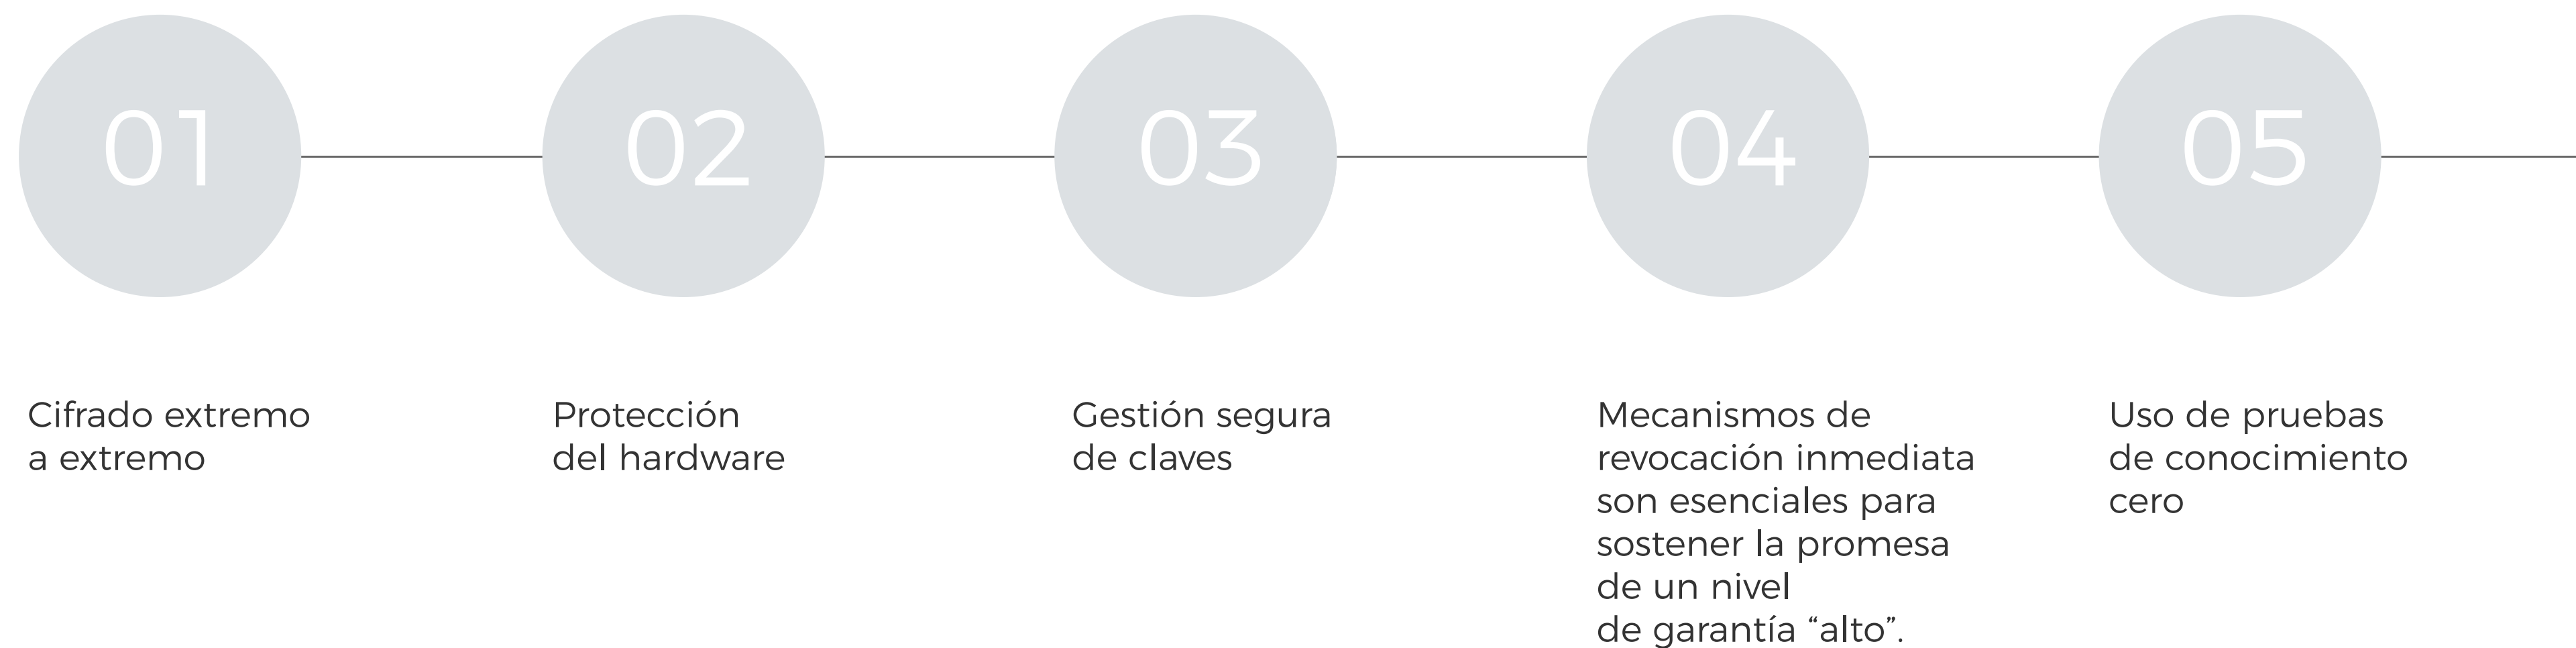 01
Cifrado extremo
a extremo
02
Protección
del hardware
03
Gestión segura
de claves
04
Mecanismos de
revocación inmediata
son esenciales para
sostener la promesa
de un nivel
de garantía “alto”.
05
Uso de pruebas
de conocimiento
cero